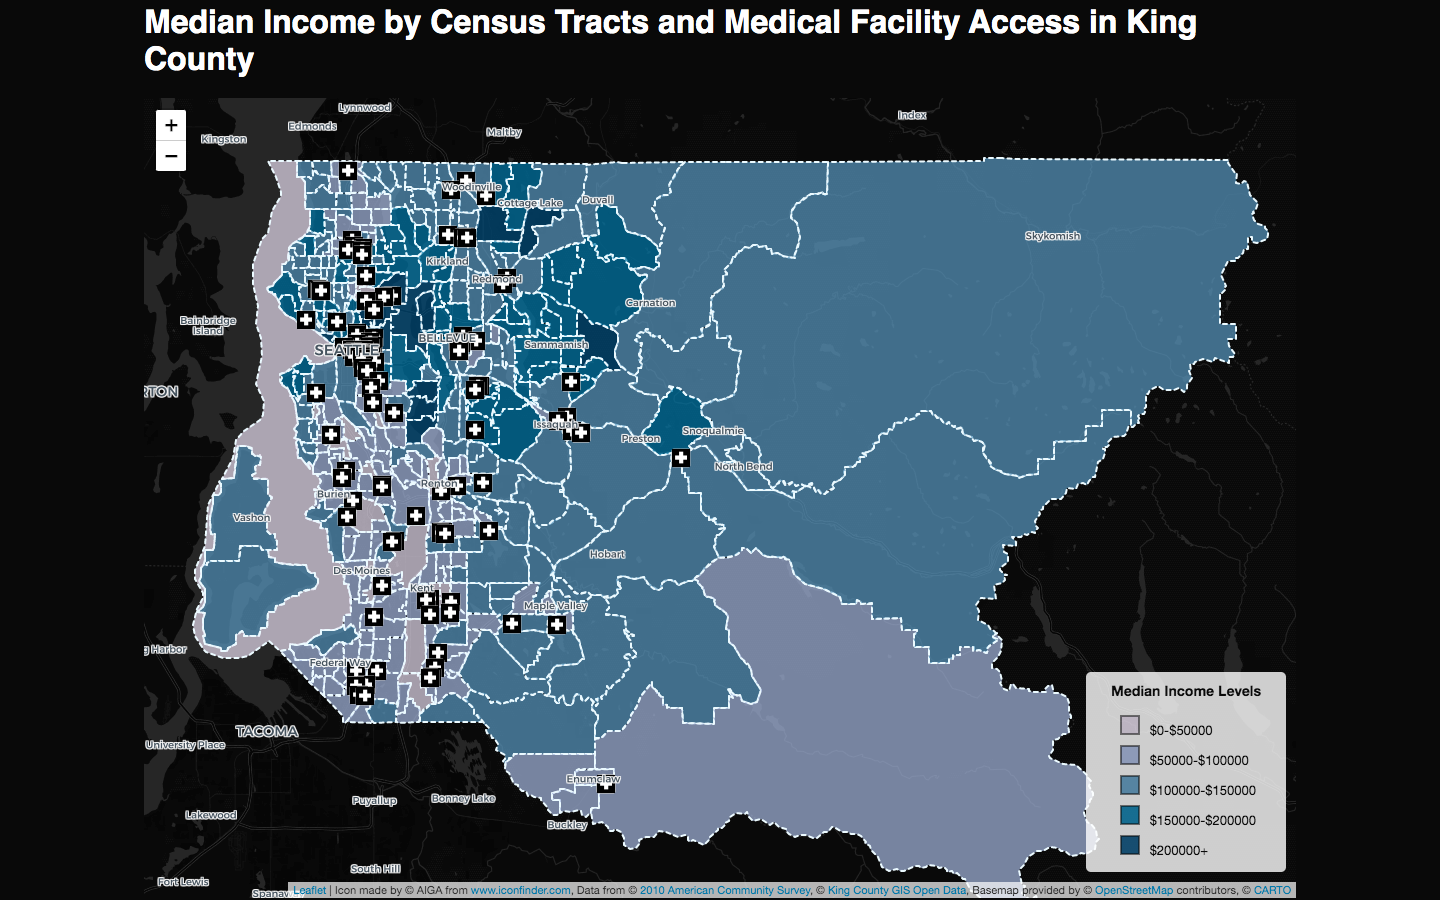 Median Income by Census Tracts and Medical Facility Access in King
County
+
−
Lynnwood
Edmonds
Kingston
Maltby
Index
Woodinville
Cottage Lake
Duvall
Skykomish
Kirkland
Redmond
Carnation
Bainbridge
Island
SEATTLE
BELLEVUE
Sammamish
RTON
Issaquah
Preston
Snoqualmie
North Bend
Renton
Burien
Vashon
Hobart
Des Moines
Kent
Maple Valley
g Harbor
Federal Way
TACOMA
University Place
Enumclaw
Puyallup
Bonney Lake
Lakewood
Buckley
South Hill
Fort Lewis
Spanaw
Median Income Levels
$0-$50000
$50000-$100000
$100000-$150000
$150000-$200000
$200000+
Leaflet | Icon made by © AIGA from www.iconfinder.com, Data from © 2010 American Community Survey, © King County GIS Open Data, Basemap provided by © OpenStreetMap contributors, © CARTO